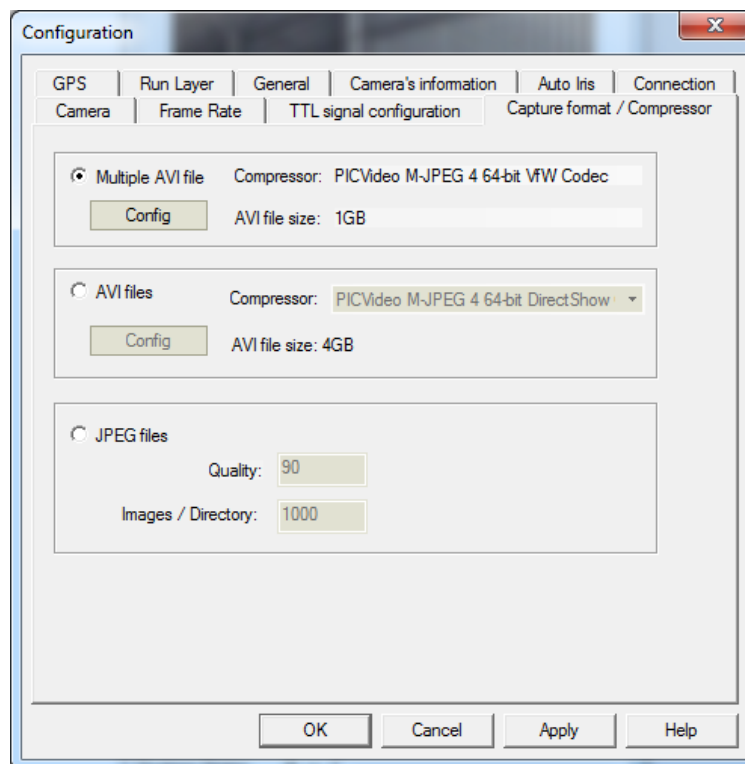 Configuration
GPS Run Layer General Camera's information Auto Iris Connection
Camera Frame Rate TTL signal configuration Capture format / Compressor
Multiple AVI file Compressor: PICVideo M-JPEG 4 64-bit VfW Codec
Config AVI file size: 1GB
AVI files Compressor: PICVideo M-JPEG 4 64-bit DirectShow
Config AVI file size: 4GB
JPEG files
Quality: 90
Images / Directory: 1000
OK Cancel Apply Help